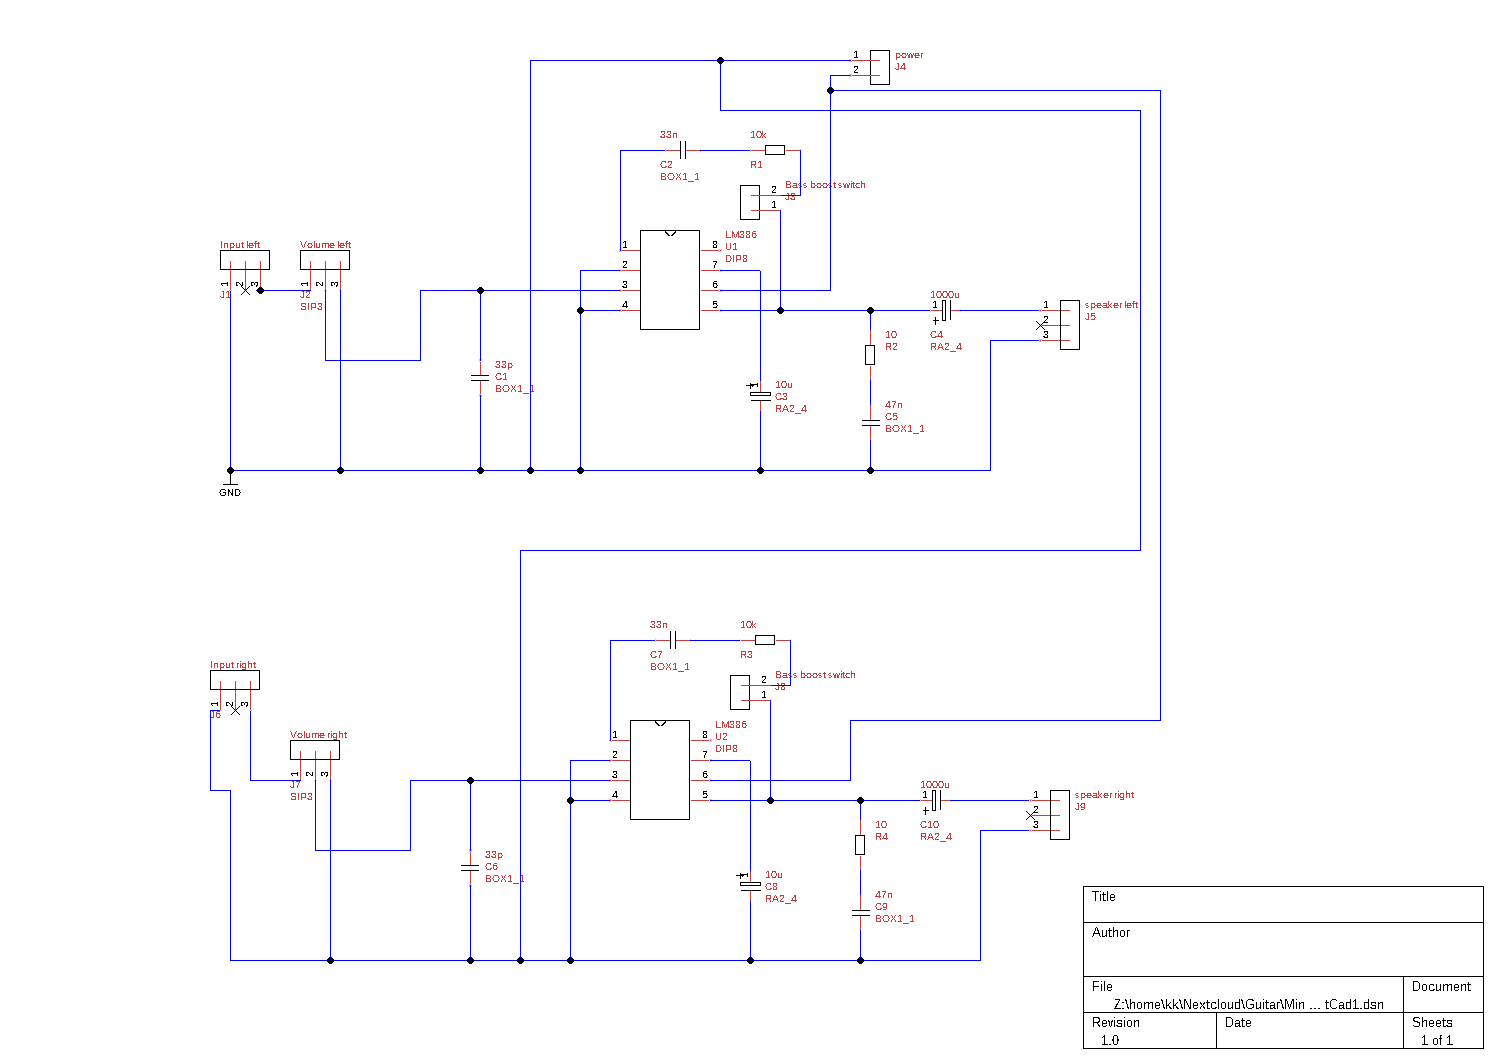 1 power
2 J4
33n 10k
C2 R1
BOX1_1
2 Bass boost switch
J3
1
LM386
U1
DIP8
Input left Volume left
1 2 3 1 2 3
J1 J2
SIP3
1 8
2 7
3 6
4 5
1000u
1 + C4
RA2_4
1 speaker left
2 J5
3
10
R2
33p
C1
BOX1_1
+ 1 10u
C3
RA2_4
47n
C5
BOX1_1
GND
33n 10k
C7 R3
BOX1_1
2 Bass boost switch
J8
1
Input right
1 2 3
J6
LM386
U2
DIP8
Volume right
1 2 3
J7
SIP3
1 8
2 7
3 6
4 5
1000u
1 + C10
RA2_4
1 speaker right
2 J9
3
10
R4
33p
C6
BOX1_1
+ 1 10u
C8
RA2_4
47n
C9
BOX1_1
Title
Author
File Document
Z:\home\kk\Nextcloud\Guitar\Min ... tCad1.dsn
Revision Date Sheets
1.0 1 of 1